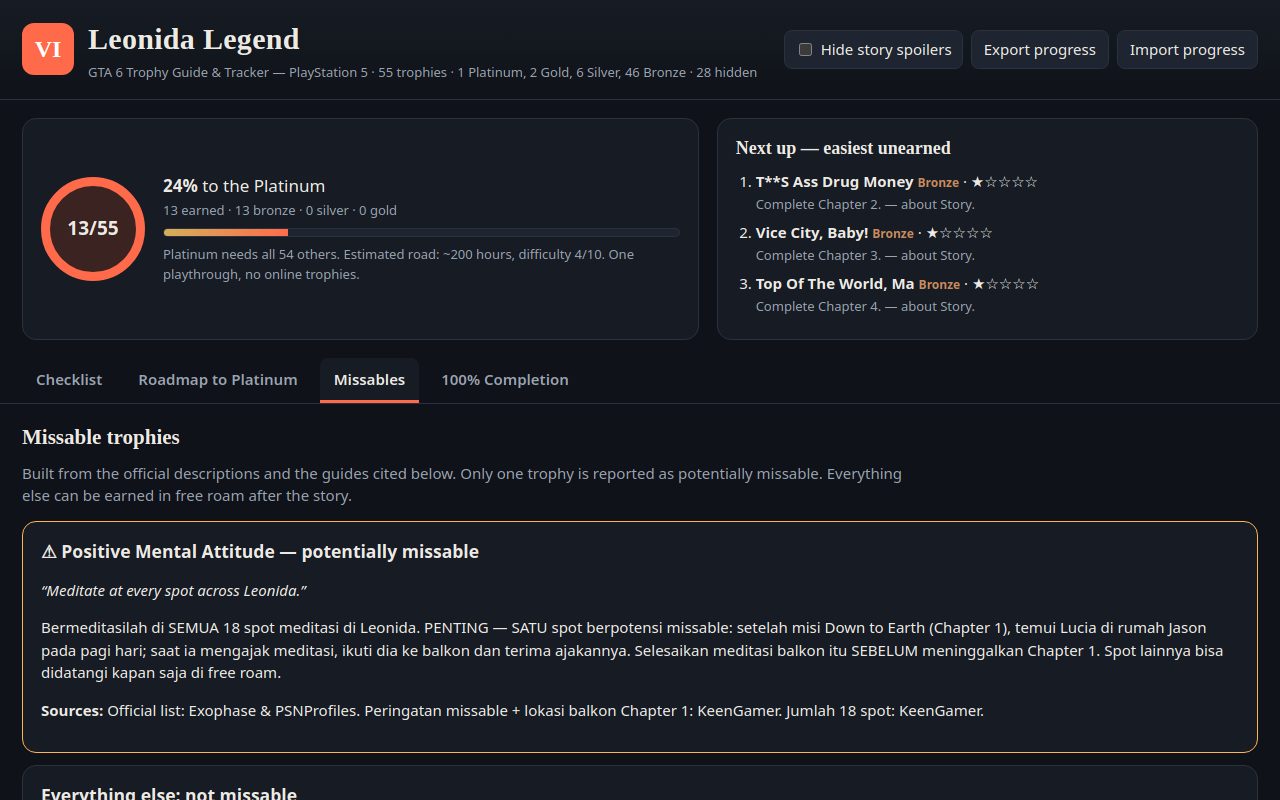 VI
Leonida Legend
GTA 6 Trophy Guide & Tracker — PlayStation 5 · 55 trophies · 1 Platinum, 2 Gold, 6 Silver, 46 Bronze · 28 hidden
Hide story spoilers
Export progress
Import progress
13/55
24% to the Platinum
13 earned · 13 bronze · 0 silver · 0 gold
Platinum needs all 54 others. Estimated road: ~200 hours, difficulty 4/10. One
playthrough, no online trophies.
Next up — easiest unearned
1. T**S Ass Drug Money Bronze · ★☆☆☆☆
Complete Chapter 2. — about Story.
2. Vice City, Baby! Bronze · ★☆☆☆☆
Complete Chapter 3. — about Story.
3. Top Of The World, Ma Bronze · ★☆☆☆☆
Complete Chapter 4. — about Story.
Checklist
Roadmap to Platinum
Missables
100% Completion
Missable trophies
Built from the official descriptions and the guides cited below. Only one trophy is reported as potentially missable. Everything
else can be earned in free roam after the story.
⚠ Positive Mental Attitude — potentially missable
“Meditate at every spot across Leonida.”
Bermeditasilah di SEMUA 18 spot meditasi di Leonida. PENTING — SATU spot berpotensi missable: setelah misi Down to Earth (Chapter 1), temui Lucia di rumah Jason
pada pagi hari; saat ia mengajak meditasi, ikuti dia ke balkon dan terima ajakannya. Selesaikan meditasi balkon itu SEBELUM meninggalkan Chapter 1. Spot lainnya bisa
didatangi kapan saja di free roam.
Sources: Official list: Exophase & PSNProfiles. Peringatan missable + lokasi balkon Chapter 1: KeenGamer. Jumlah 18 spot: KeenGamer.
Everything else: not missable